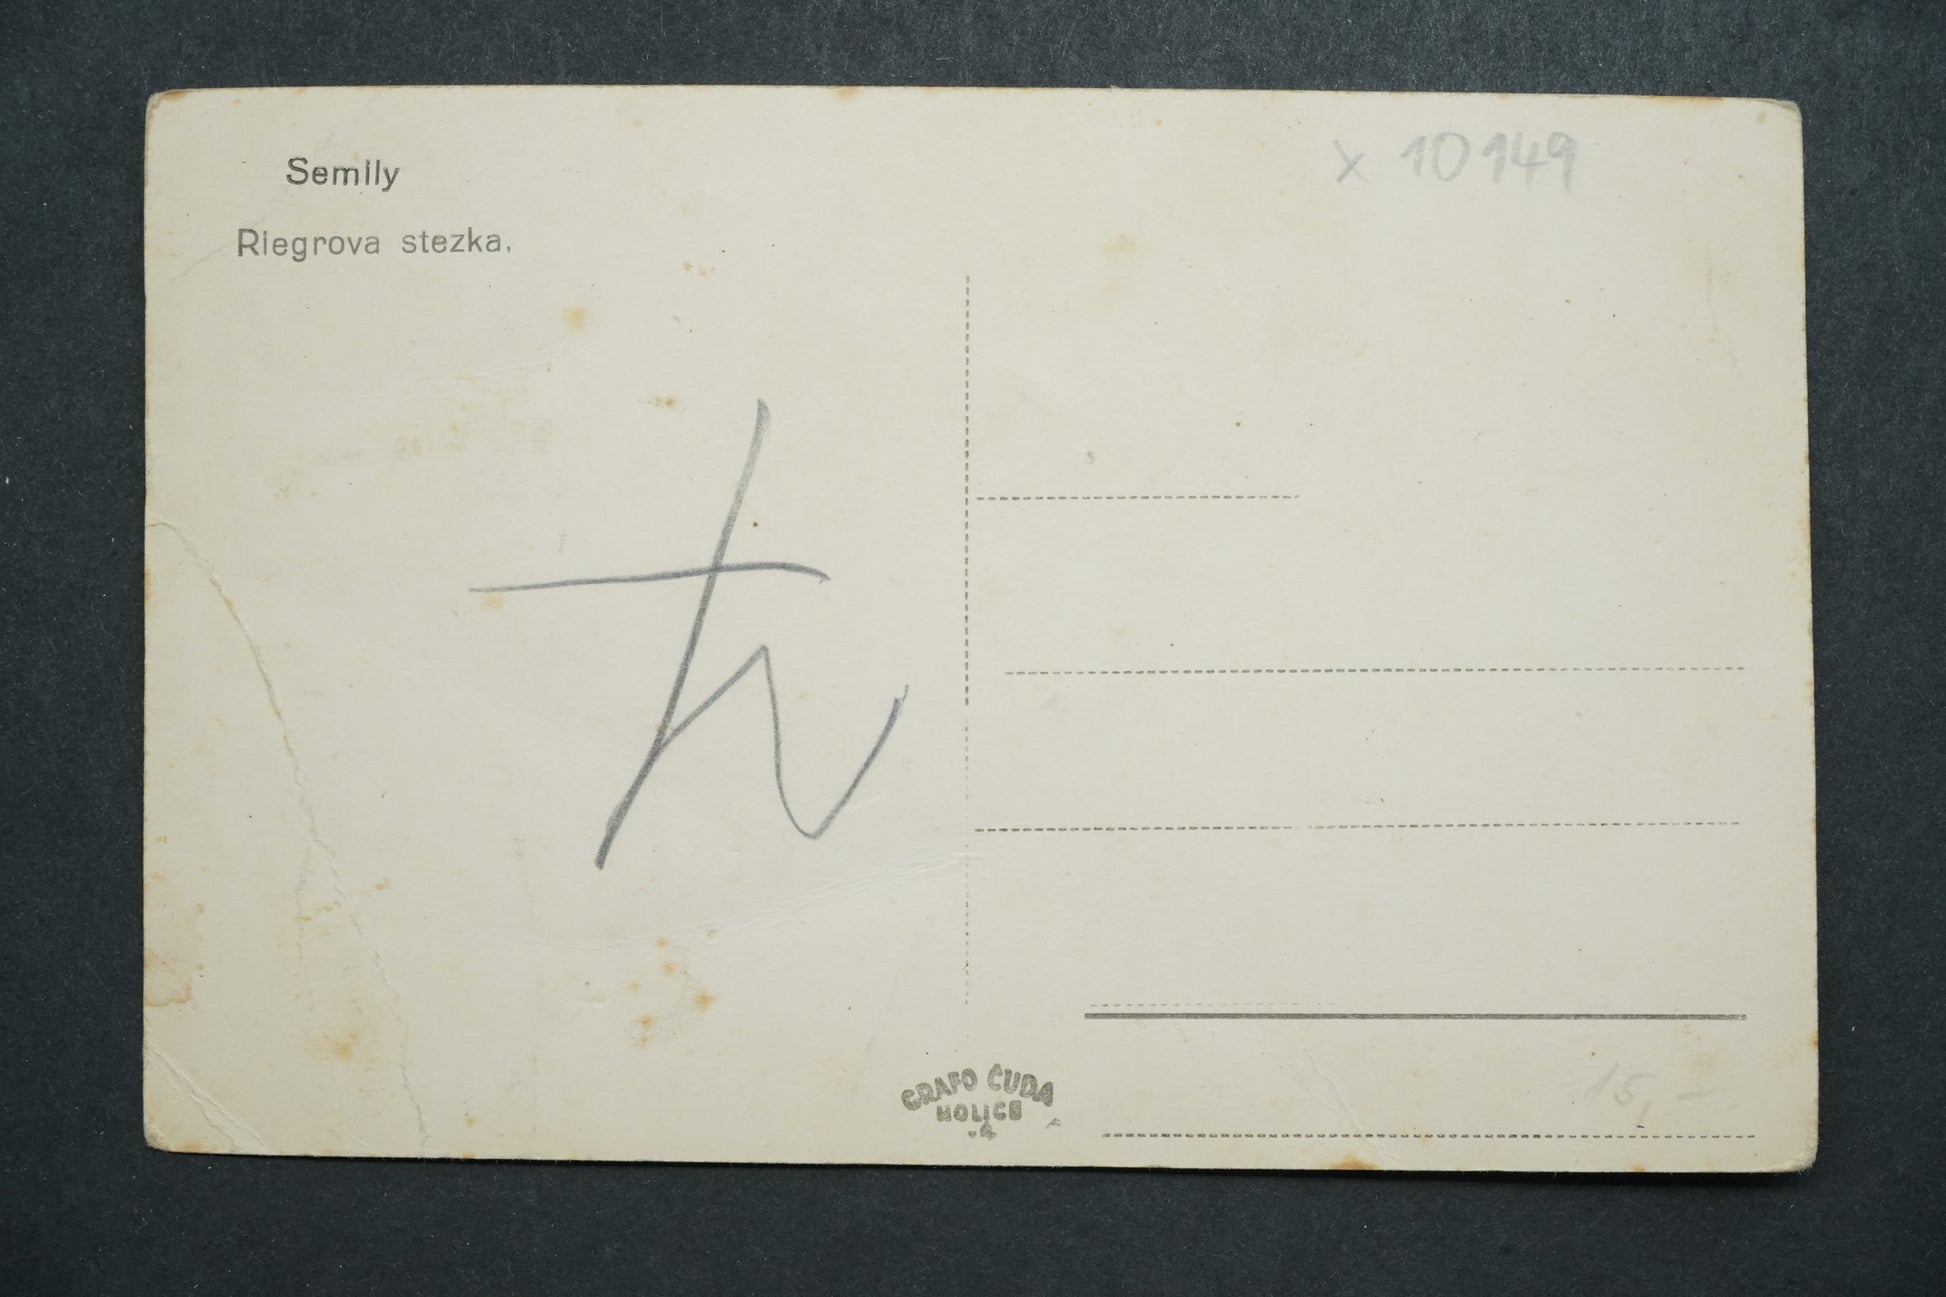 Semily
Riegrova stezka.
x 10149
GRAFO ČUDA
HOLICE
15,-